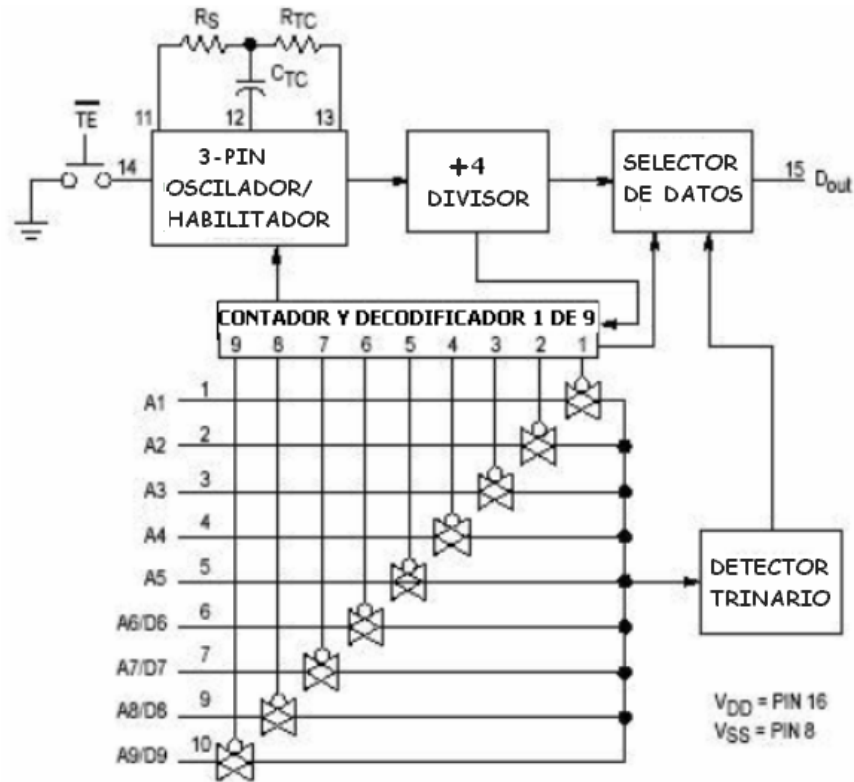 RS RTC
CTC
TE
11 12 13
14
3-PIN
OSCILADOR/
HABILITADOR
+4
DIVISOR
SELECTOR
DE DATOS
15 Dout
CONTADOR Y DECODIFICADOR 1 DE 9
9 8 7 6 5 4 3 2 1
A1 1
A2 2
A3 3
A4 4
A5 5
A6/D6 6
A7/D7 7
A8/D8 9
A9/D9 10
DETECTOR
TRINARIO
VDD = PIN 16
VSS = PIN 8